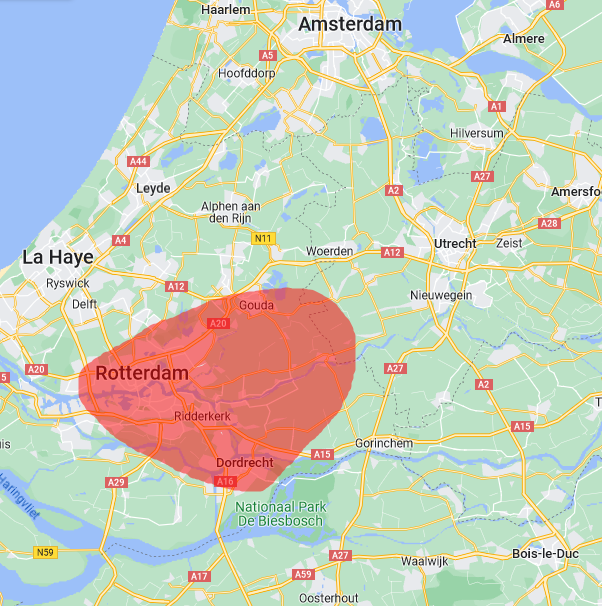 Haarlem
Amsterdam
A6
Almere
A5
Hoofddorp
A1
Hilversum
A44
A27
Leyde
A2
Amersfo
Alphen aan
den Rijn
A28
N11
A4
Woerden
A12
Utrecht
Zeist
La Haye
Ryswick
A12
Nieuwegein
Delft
Gouda
A20
A20
Rotterdam
5
A27
A2
Ridderkerk
A15
Gorinchem
A15
uis
Dordrecht
A29
A16
Haringvliet
Nationaal Park
De Biesbosch
N59
A27
Bois-le-Duc
Waalwijk
A17
A59
Oosterhout